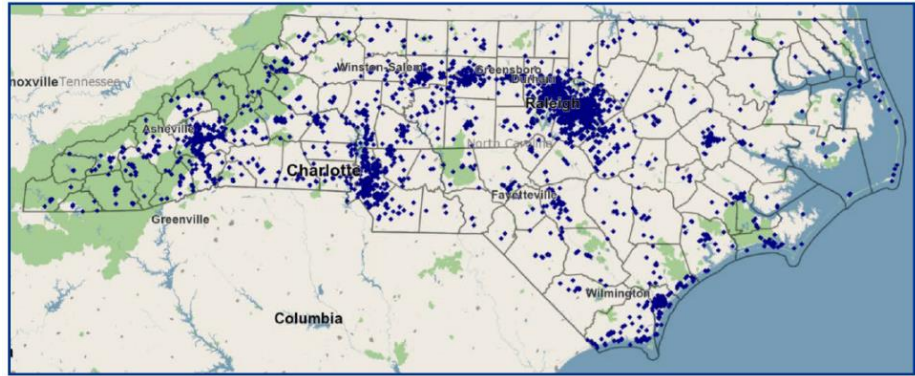 Winston-Salem
Greensboro
Durham
noxville Tennessee
Raleigh
Asheville
North Carolina
Charlotte
Fayetteville
Greenville
Wilmington
Columbia